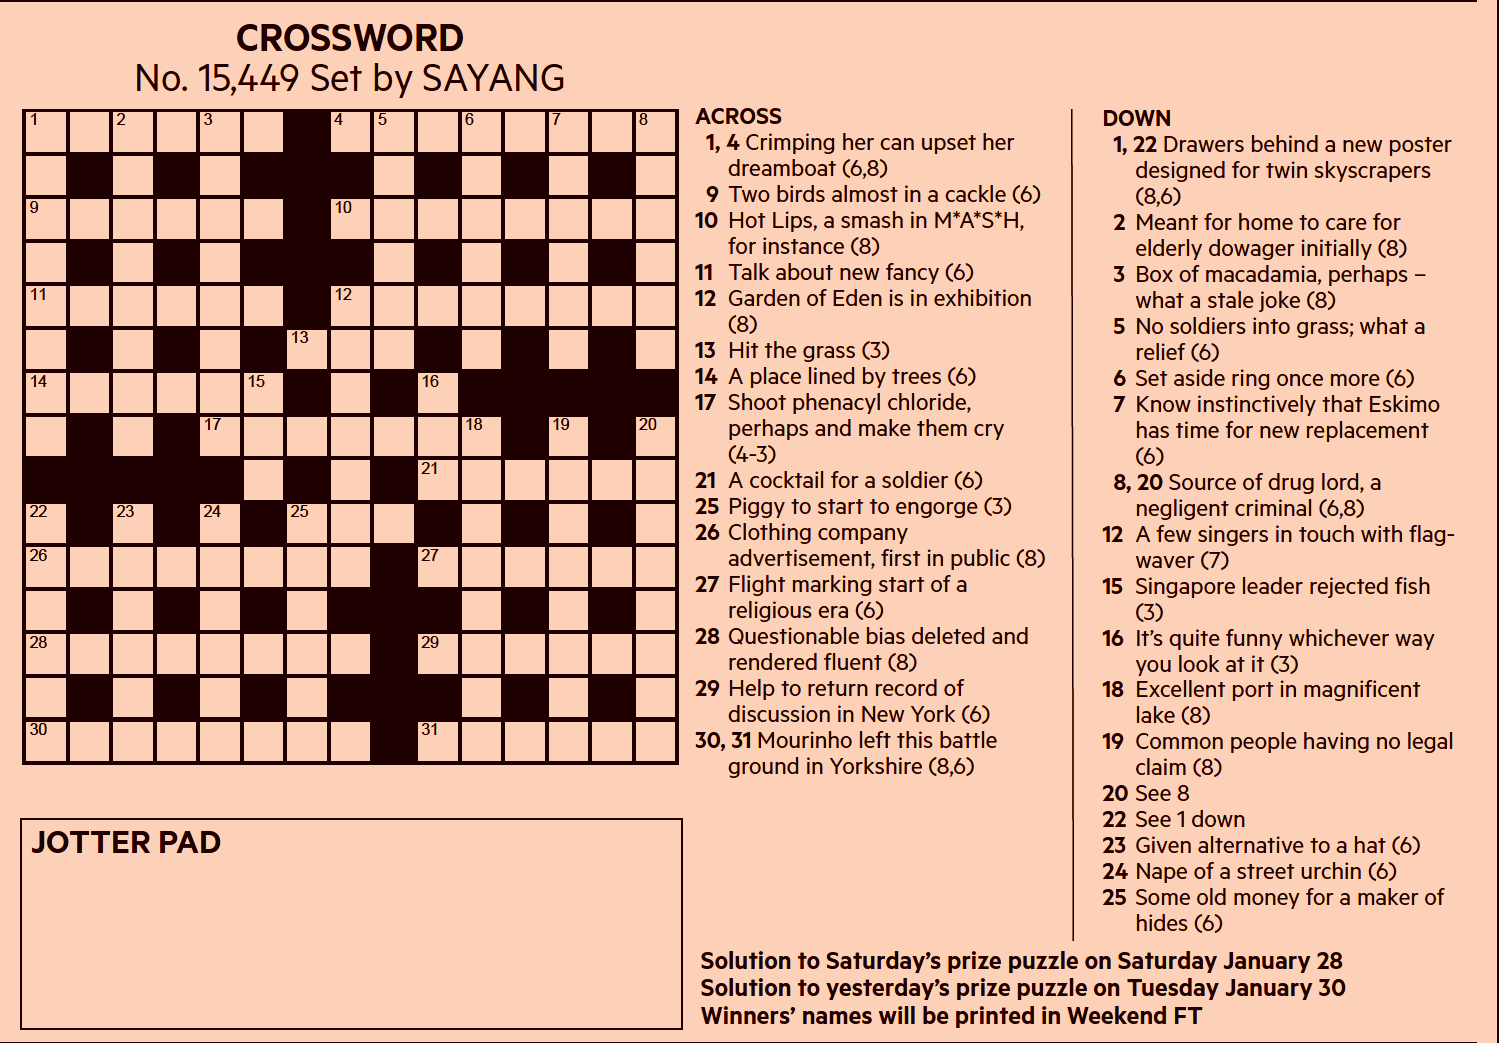 CROSSWORD
No. 15,449 Set by SAYANG
1 2 3 4 5 6 7 8
9 10
11 12
13
14 15 16
17 18 19 20
21
22 23 24 25
26 27
28 29
30 31
JOTTER PAD
ACROSS
1, 4 Crimping her can upset her
dreamboat (6,8)
9 Two birds almost in a cackle (6)
10 Hot Lips, a smash in M*A*S*H,
for instance (8)
11 Talk about new fancy (6)
12 Garden of Eden is in exhibition
(8)
13 Hit the grass (3)
14 A place lined by trees (6)
17 Shoot phenacyl chloride,
perhaps and make them cry
(4-3)
21 A cocktail for a soldier (6)
25 Piggy to start to engorge (3)
26 Clothing company
advertisement, first in public (8)
27 Flight marking start of a
religious era (6)
28 Questionable bias deleted and
rendered fluent (8)
29 Help to return record of
discussion in New York (6)
30, 31 Mourinho left this battle
ground in Yorkshire (8,6)
DOWN
1, 22 Drawers behind a new poster
designed for twin skyscrapers
(8,6)
2 Meant for home to care for
elderly dowager initially (8)
3 Box of macadamia, perhaps –
what a stale joke (8)
5 No soldiers into grass; what a
relief (6)
6 Set aside ring once more (6)
7 Know instinctively that Eskimo
has time for new replacement
(6)
8, 20 Source of drug lord, a
negligent criminal (6,8)
12 A few singers in touch with flag-
waver (7)
15 Singapore leader rejected fish
(3)
16 It’s quite funny whichever way
you look at it (3)
18 Excellent port in magnificent
lake (8)
19 Common people having no legal
claim (8)
20 See 8
22 See 1 down
23 Given alternative to a hat (6)
24 Nape of a street urchin (6)
25 Some old money for a maker of
hides (6)
Solution to Saturday’s prize puzzle on Saturday January 28
Solution to yesterday’s prize puzzle on Tuesday January 30
Winners’ names will be printed in Weekend FT